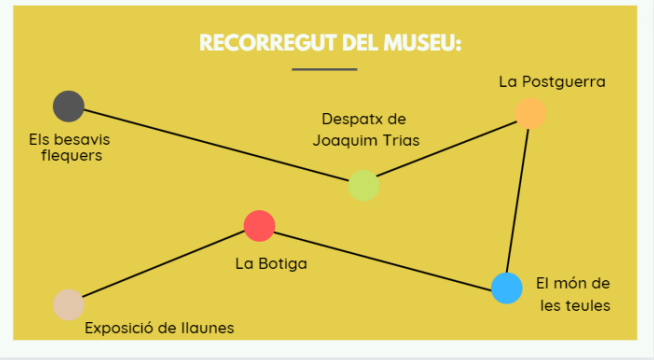 RECORREGUT DEL MUSEU:
Els besavis
flequers
Despatx de
Joaquim Trias
La Postguerra
El món de
les teules
La Botiga
Exposició de llaunes